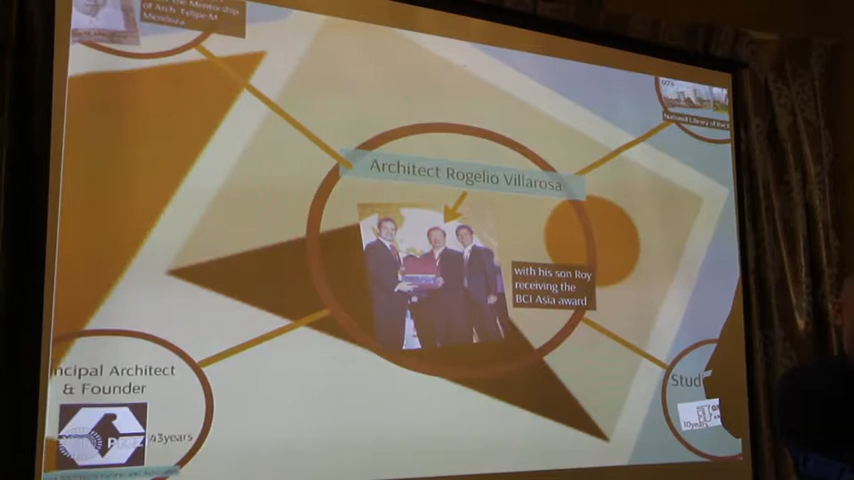 of Arch. Felipe M
Mendoza
60's
National Library of the
Architect Rogelio Villarosa
with his son Roy
receiving the
BCI Asia award
ncipal Architect
& Founder
43years
Stud
10years